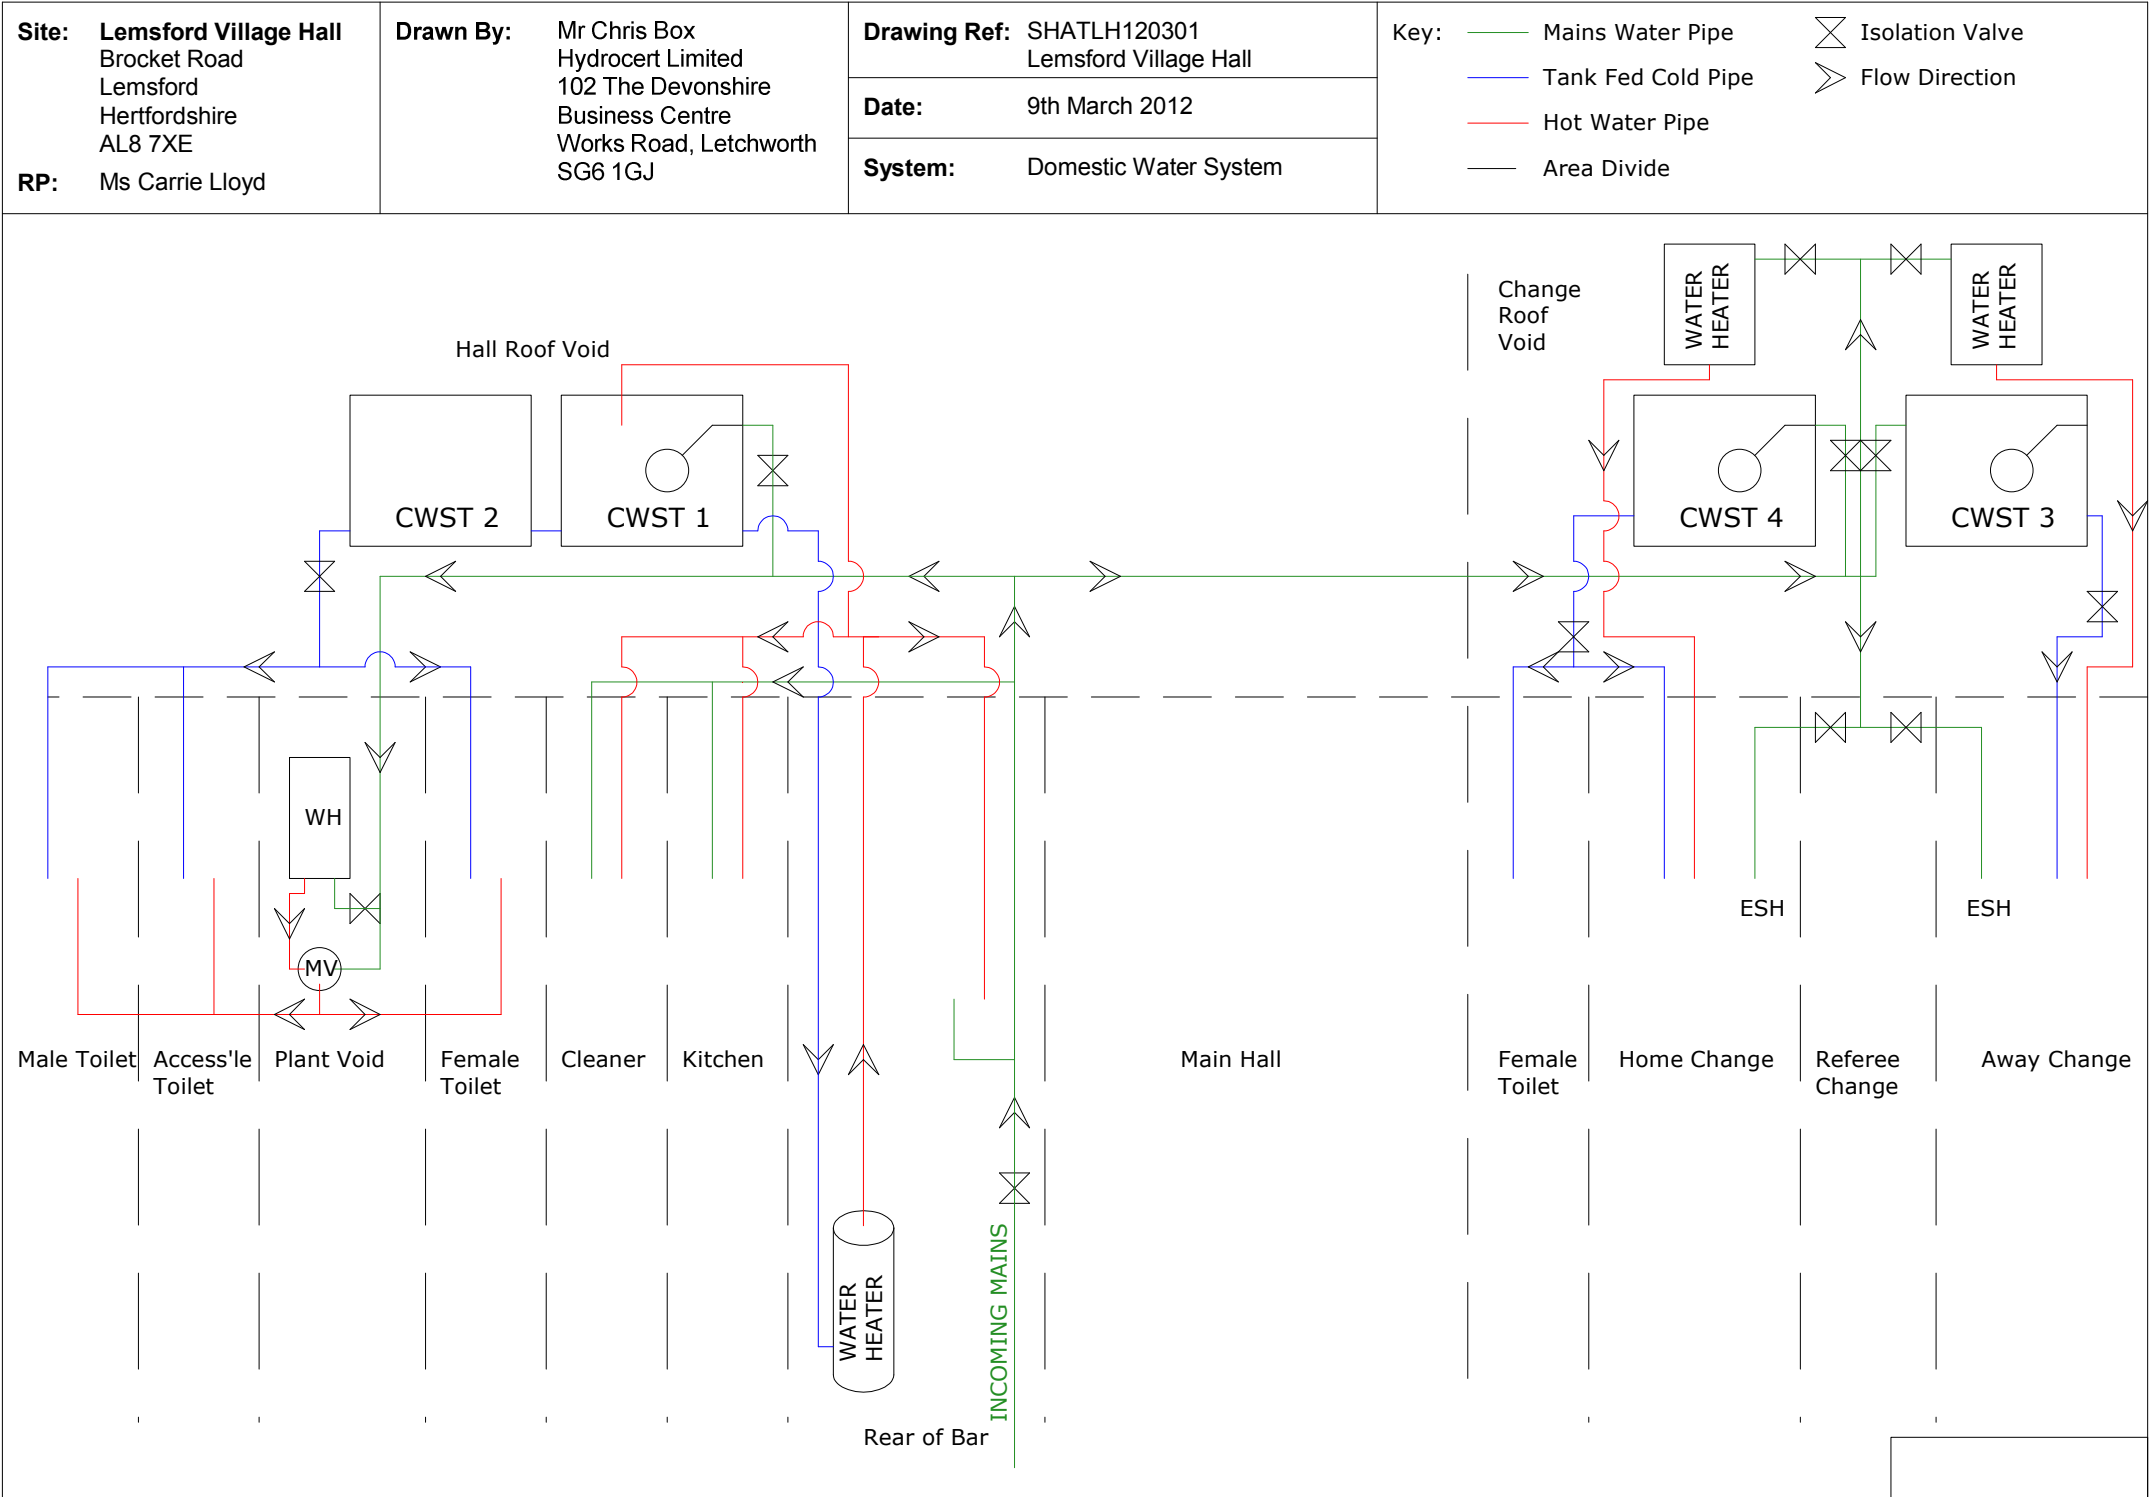 Site: Lemsford Village Hall
Brocket Road
Lemsford
Hertfordshire
AL8 7XE
RP: Ms Carrie Lloyd
Drawn By: Mr Chris Box
Hydrocert Limited
102 The Devonshire
Business Centre
Works Road, Letchworth
SG6 1GJ
Drawing Ref: SHATLH120301
Lemsford Village Hall
Date: 9th March 2012
System: Domestic Water System
Key: Mains Water Pipe
Tank Fed Cold Pipe
Hot Water Pipe
Area Divide
Isolation Valve
Flow Direction
Hall Roof Void
Change
Roof
Void
WATER
HEATER
WATER
HEATER
CWST 2
CWST 1
CWST 4
CWST 3
WH
MV
ESH
ESH
Male Toilet
Access'le
Toilet
Plant Void
Female
Toilet
Cleaner
Kitchen
Main Hall
Female
Toilet
Home Change
Referee
Change
Away Change
WATER
HEATER
INCOMING MAINS
Rear of Bar